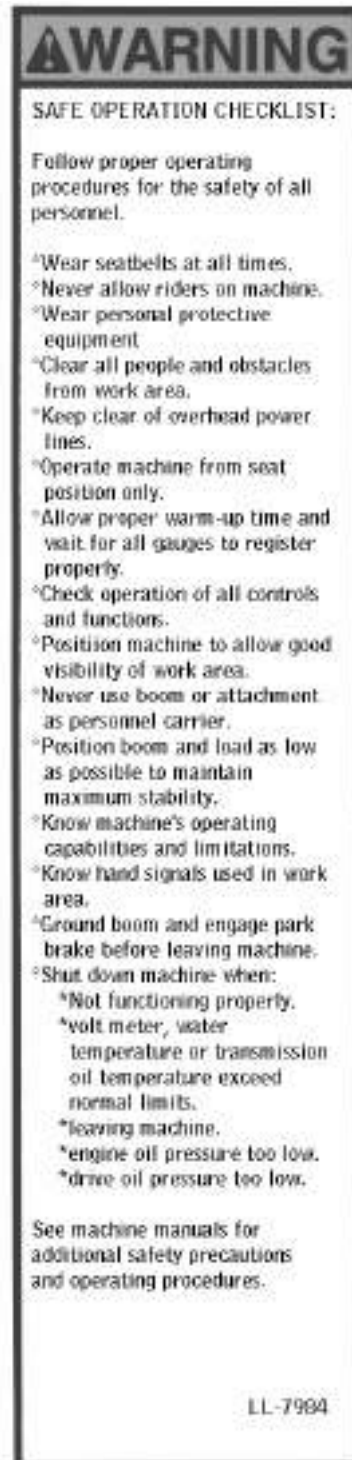 WARNING
SAFE OPERATION CHECKLIST:
Follow proper operating
procedures for the safety of all
personnel.
*Wear seatbelts at all times.
*Never allow riders on machine.
*Wear personal protective
equipment
*Clear all people and obstacles
from work area.
*Keep clear of overhead power
lines.
*Operate machine from seat
position only.
*Allow proper warm-up time and
wait for all gauges to register
properly.
*Check operation of all controls
and functions.
*Position machine to allow good
visibility of work area.
*Never use boom or attachment
as personnel carrier.
*Position boom and load as low
as possible to maintain
maximum stability.
*Know machine's operating
capabilities and limitations.
*Know hand signals used in work
area.
*Ground boom and engage park
brake before leaving machine.
*Shut down machine when:
*Not functioning properly.
*volt meter, water
temperature or transmission
oil temperature exceed
normal limits.
*leaving machine.
*engine oil pressure too low.
*drive oil pressure too low.
See machine manuals for
additional safety precautions
and operating procedures.
LL-7984